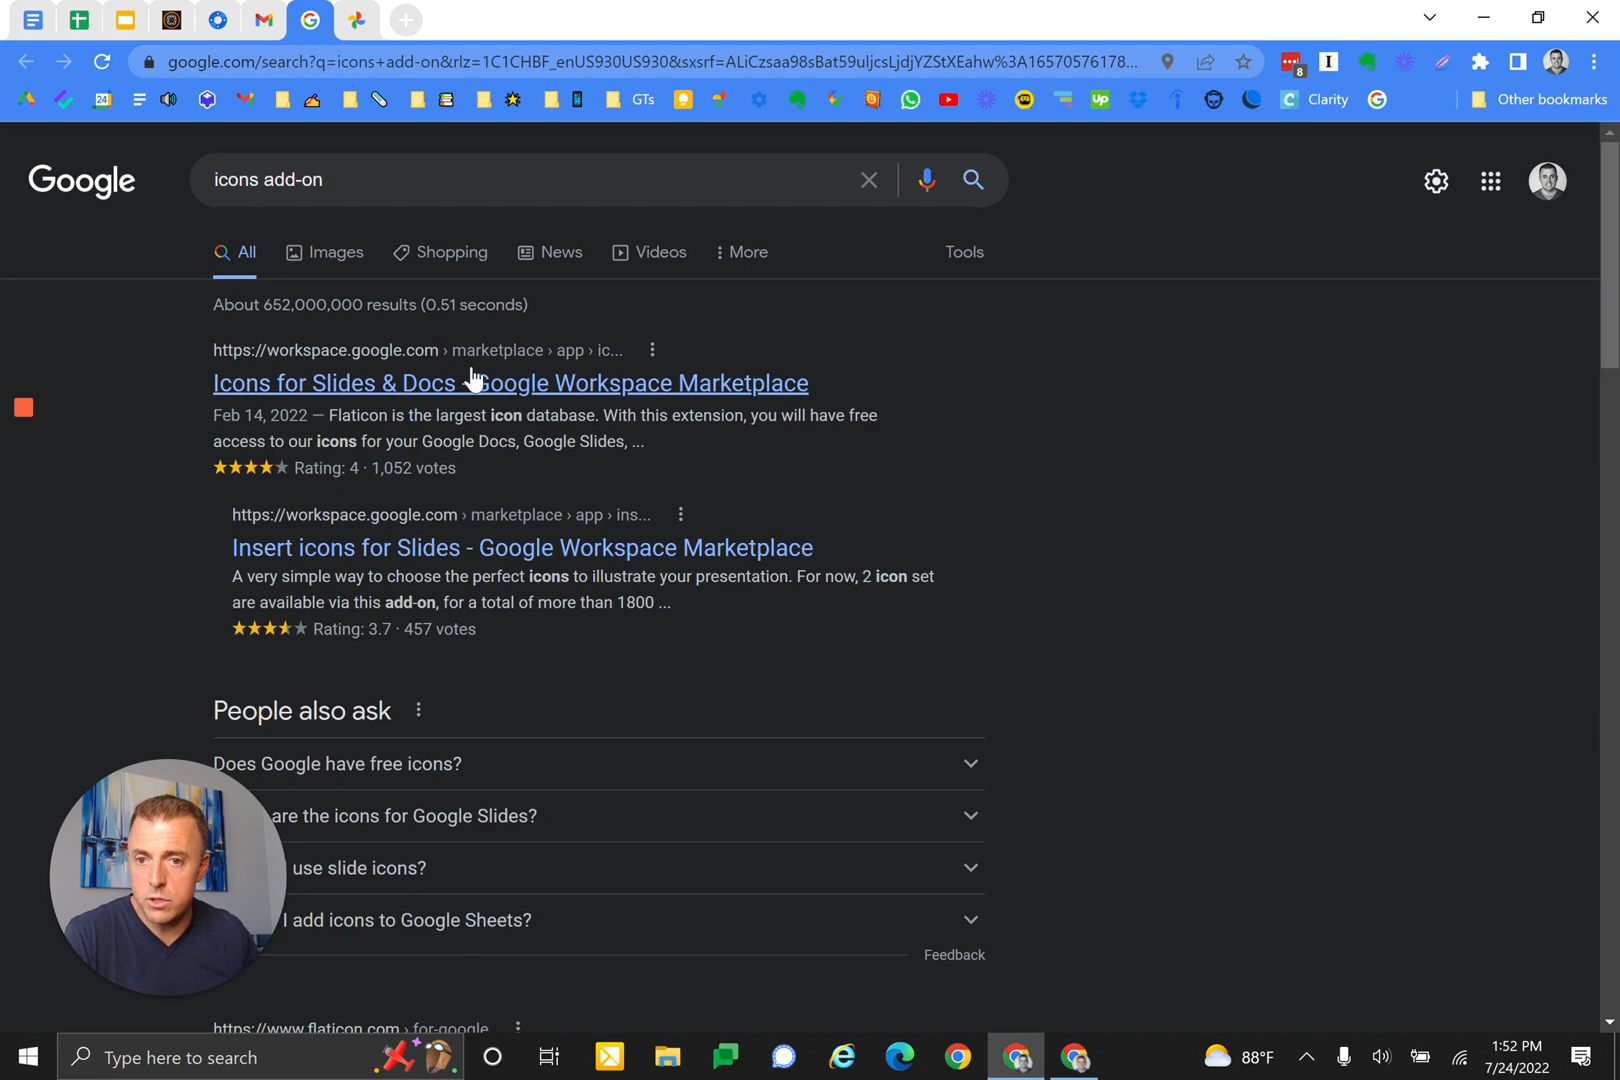 google.com/search?q=icons+add-on&rlz=1C1CHBF_enUS930US930&sxsrf=ALiCzsaa98sBat59uljcsLjdjYZStXEahw%3A16570576178...
8
24
GTs
Clarity
Other bookmarks
Google
icons add-on
All
Images
Shopping
News
Videos
More
Tools
About 652,000,000 results (0.51 seconds)
https://workspace.google.com › marketplace › app › ic...
Icons for Slides & Docs - Google Workspace Marketplace
Feb 14, 2022 — Flaticon is the largest icon database. With this extension, you will have free
access to our icons for your Google Docs, Google Slides, ...
Rating: 4 · 1,052 votes
https://workspace.google.com › marketplace › app › ins...
Insert icons for Slides - Google Workspace Marketplace
A very simple way to choose the perfect icons to illustrate your presentation. For now, 2 icon set
are available via this add-on, for a total of more than 1800 ...
Rating: 3.7 · 457 votes
People also ask
Does Google have free icons?
are the icons for Google Slides?
use slide icons?
I add icons to Google Sheets?
Feedback
https://www.flaticon.com › for-google
Type here to search
88°F
1:52 PM
7/24/2022